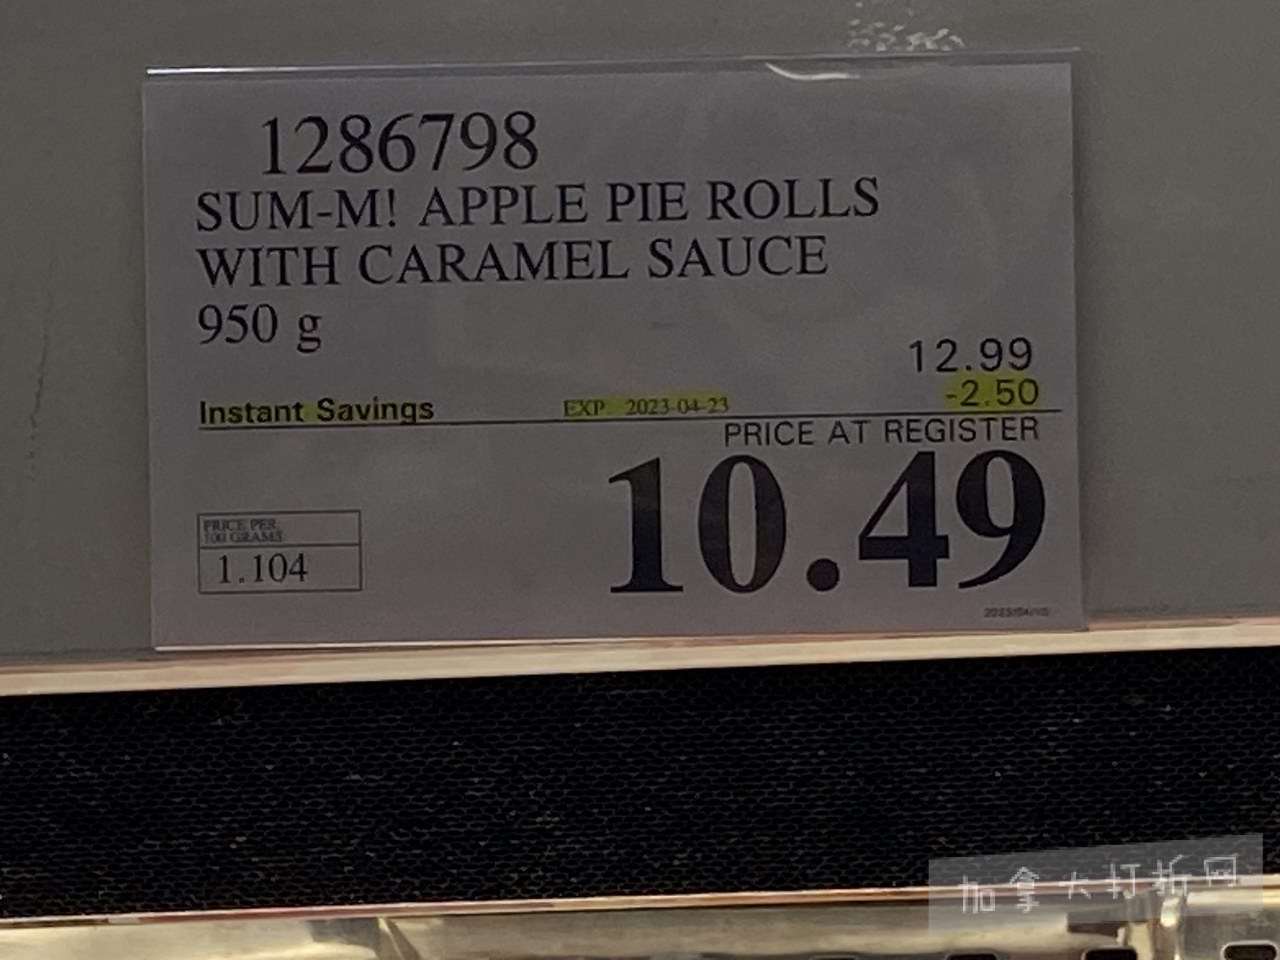 1286798
SUM-M! APPLE PIE ROLLS
WITH CARAMEL SAUCE
950 g
12.99
Instant Savings EXP 2023-04-23 -2.50
PRICE AT REGISTER
10.49
PRICE PER
100 GRAMS
1.104
加拿大打折网